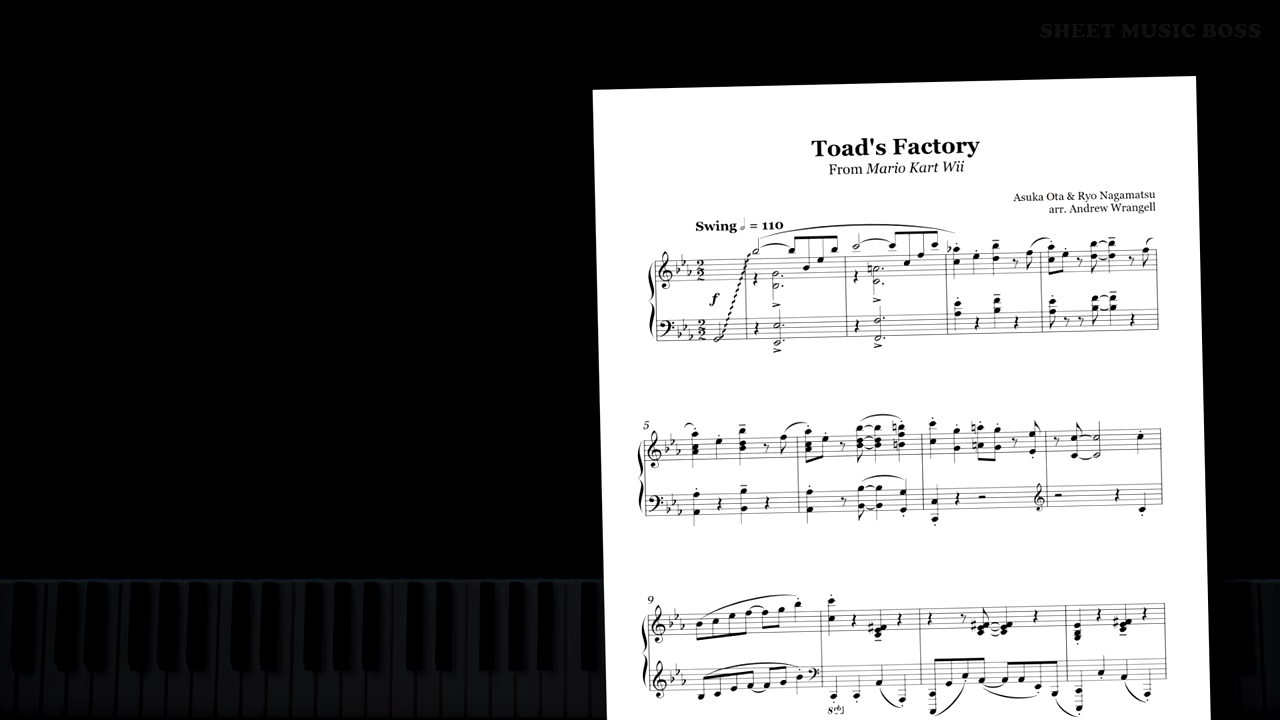 SHEET MUSIC BOSS
Toad's Factory
From Mario Kart Wii
Asuka Ota & Ryo Nagamatsu
arr. Andrew Wrangell
Swing 𝅗𝅥 = 110
f
5
9
8vb